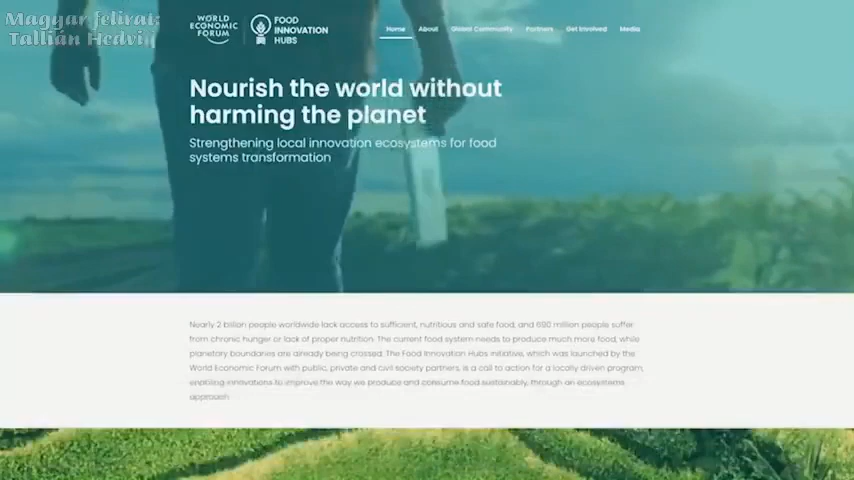 Magyar felirat:
Tallián Hedvig
WORLD
ECONOMIC
FORUM
FOOD
INNOVATION
HUBS
Home About Global Community Partners Get Involved Media
Nourish the world without
harming the planet
Strengthening local innovation ecosystems for food
systems transformation
Nearly 2 billion people worldwide lack access to sufficient, nutritious and safe food, and 690 million people suffer
from chronic hunger or lack of proper nutrition. The current food system needs to produce much more food, while
planetary boundaries are already being crossed. The Food Innovation Hubs initiative, which was launched by the
World Economic Forum with public, private and civil society partners, is a call to action for a locally driven program,
enabling innovations to improve the way we produce and consume food sustainably, through an ecosystems
approach.